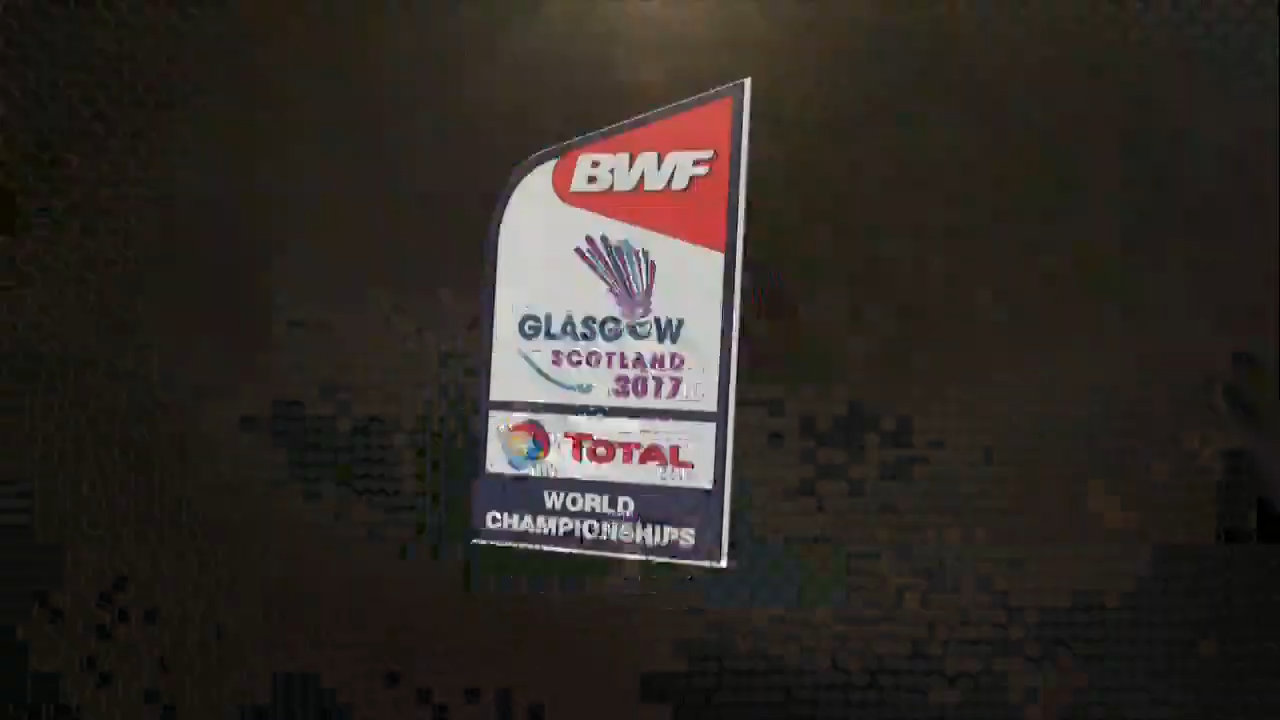 BWF
GLASGOW
SCOTLAND
2017
TOTAL
WORLD
CHAMPIONSHIPS